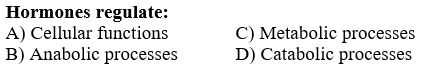 Hormones regulate:
A) Cellular functions C) Metabolic processes
B) Anabolic processes D) Catabolic processes